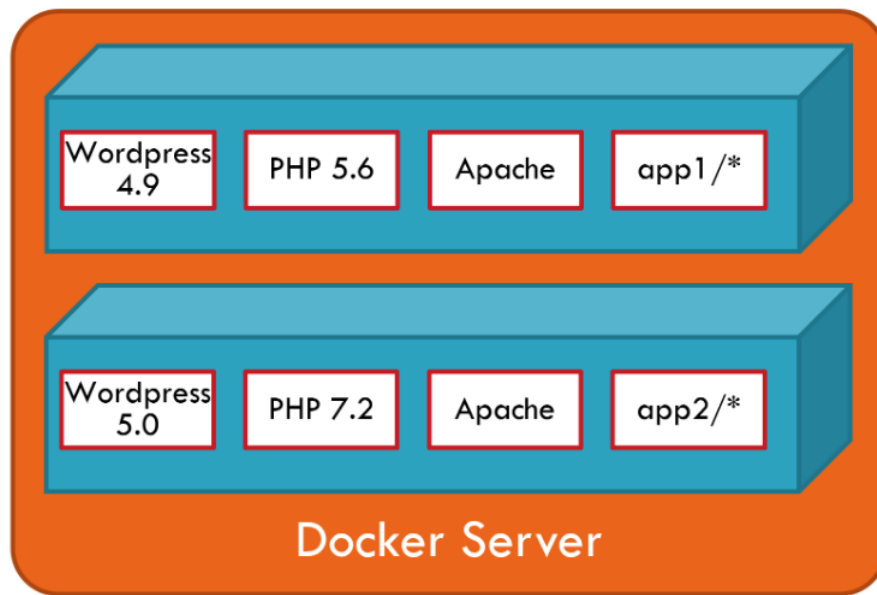 Wordpress
4.9
PHP 5.6
Apache
app1/*
Wordpress
5.0
PHP 7.2
Apache
app2/*
Docker Server